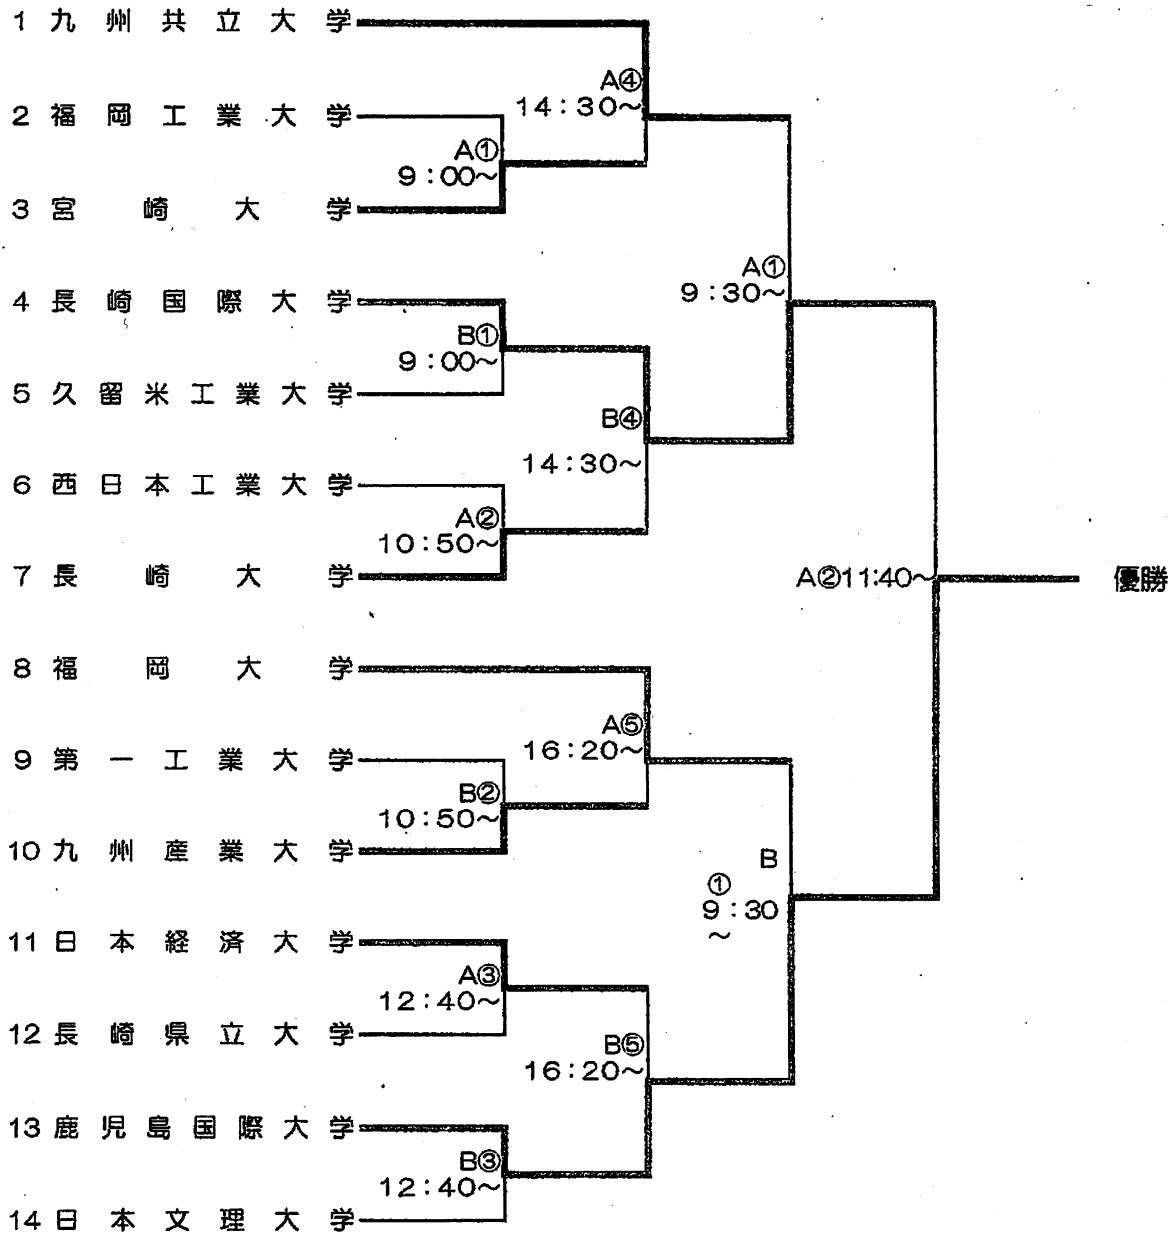 1 九州共立大学
A④
14:30～
2 福岡工業大学
A①
9:00～
3 宮崎大学
A①
9:30～
4 長崎国際大学
B①
9:00～
5 久留米工業大学
B④
14:30～
6 西日本工業大学
A②
10:50～
7 長崎大学
A②11:40～
優勝
8 福岡大学
A⑤
16:20～
9 第一工業大学
B②
10:50～
10 九州産業大学
B
①
9:30
～
11 日本経済大学
A③
12:40～
12 長崎県立大学
B⑤
16:20～
13 鹿児島国際大学
B③
12:40～
14 日本文理大学